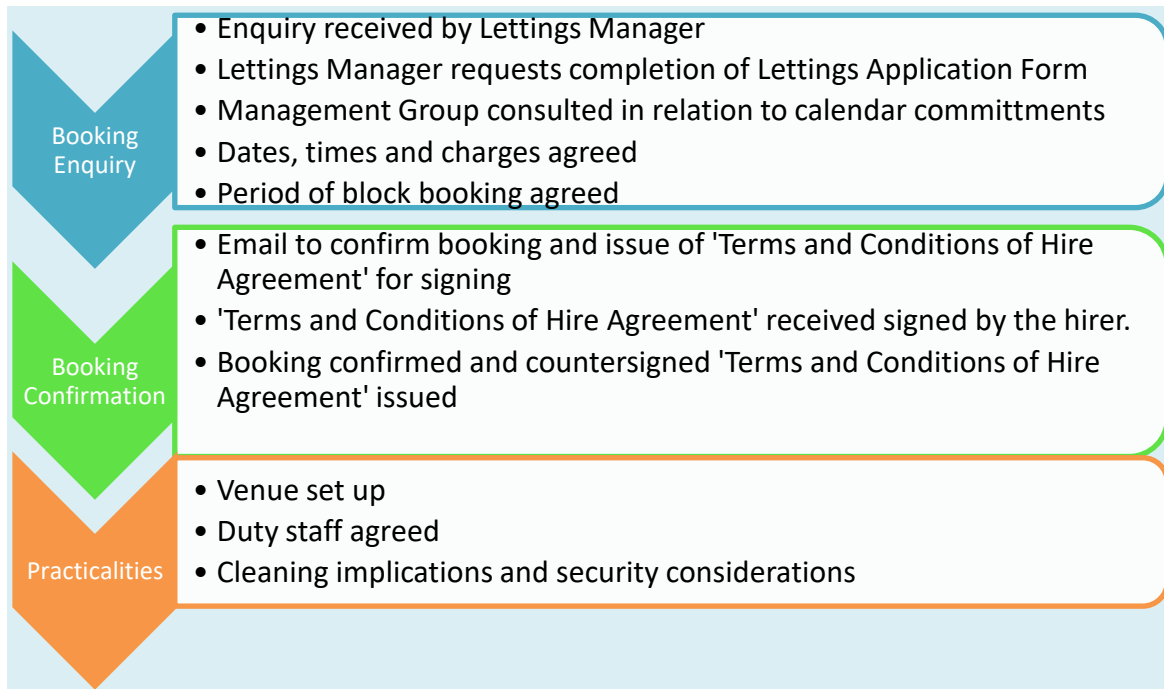 Booking
Enquiry
• Enquiry received by Lettings Manager
• Lettings Manager requests completion of Lettings Application Form
• Management Group consulted in relation to calendar committments
• Dates, times and charges agreed
• Period of block booking agreed
Booking
Confirmation
• Email to confirm booking and issue of 'Terms and Conditions of Hire
Agreement' for signing
• 'Terms and Conditions of Hire Agreement' received signed by the hirer.
• Booking confirmed and countersigned 'Terms and Conditions of Hire
Agreement' issued
Practicalities
• Venue set up
• Duty staff agreed
• Cleaning implications and security considerations